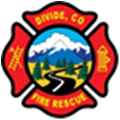 DIVIDE, CO
FIRE RESCUE